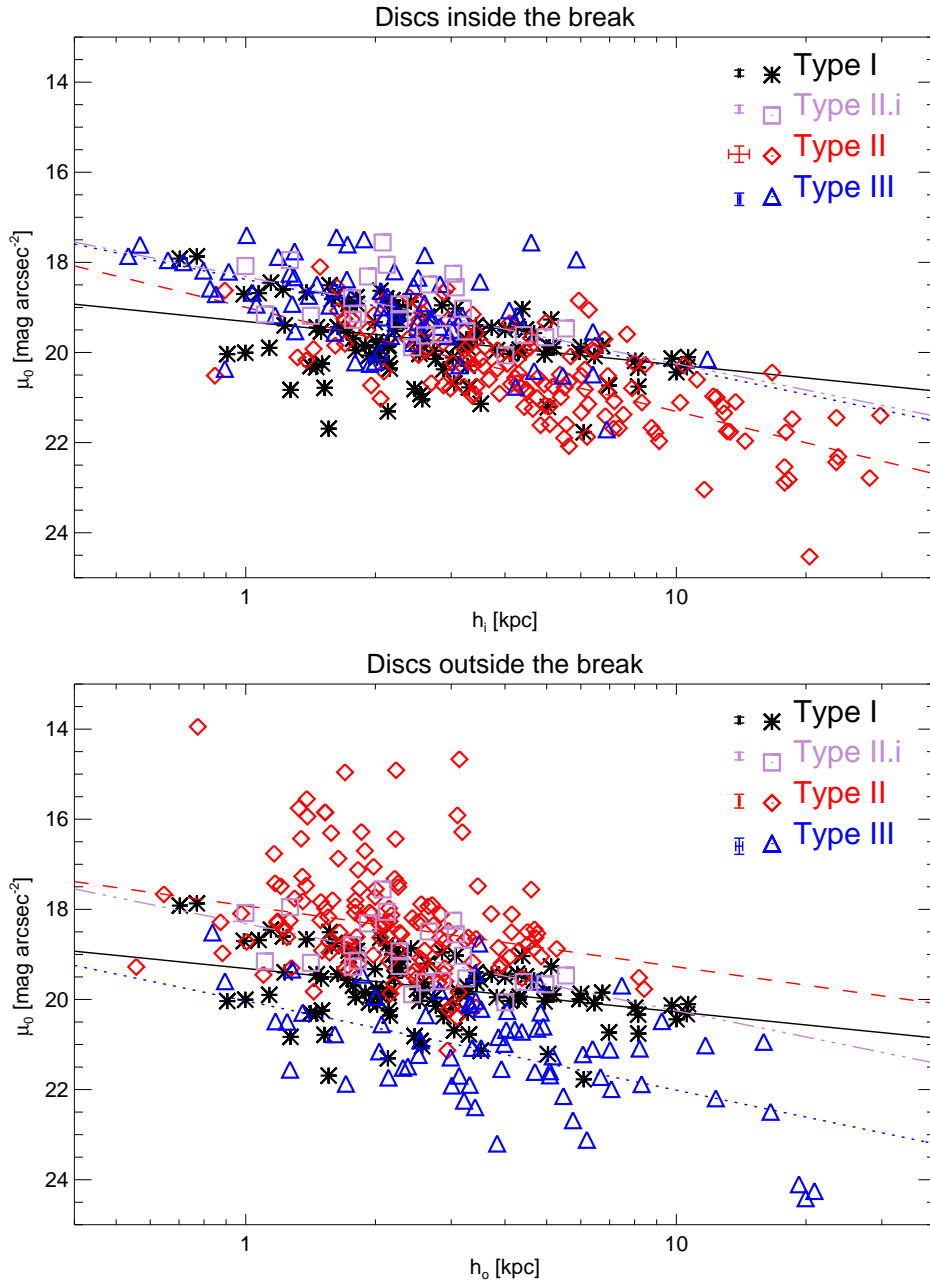 Discs inside the break
14
16
18
20
22
24
μ₀ [mag arcsec⁻²]
Type I
Type II.i
Type II
Type III
1
10
hᵢ [kpc]
Discs outside the break
14
16
18
20
22
24
μ₀ [mag arcsec⁻²]
Type I
Type II.i
Type II
Type III
1
10
hₒ [kpc]